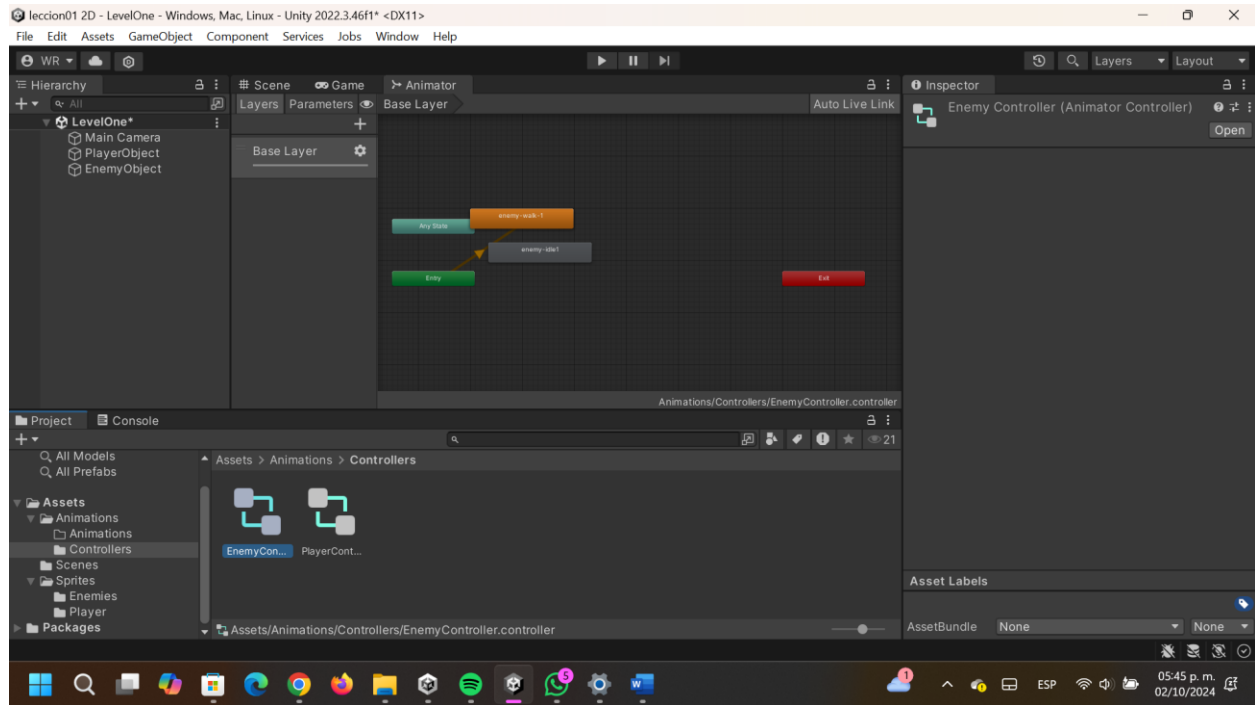 leccion01 2D - LevelOne - Windows, Mac, Linux - Unity 2022.3.46f1* <DX11>
File Edit Assets GameObject Component Services Jobs Window Help
WR Layers Layout
Hierarchy
# Scene Game Animator
Inspector
All
Layers Parameters Base Layer Auto Live Link
Enemy Controller (Animator Controller)
Open
LevelOne*
Main Camera
PlayerObject
EnemyObject
Base Layer
enemy-walk-1
Any State
enemy-idle1
Entry
Exit
Animations/Controllers/EnemyController.controller
Project Console
21
All Models
All Prefabs
Assets > Animations > Controllers
Assets
Animations
Animations
Controllers
Scenes
Sprites
Enemies
Player
Packages
EnemyCon... PlayerCont...
Assets/Animations/Controllers/EnemyController.controller
Asset Labels
AssetBundle None None
5
W
1
ESP
05:45 p. m.
02/10/2024